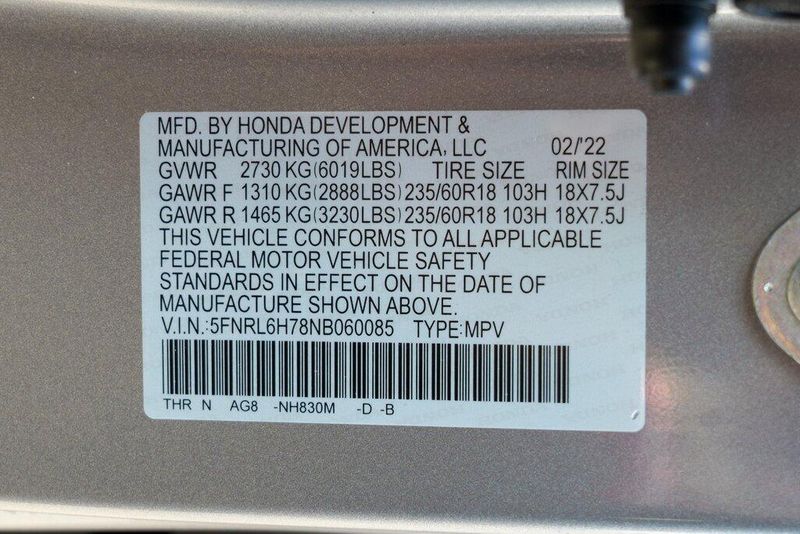 MFD. BY HONDA DEVELOPMENT &
MANUFACTURING OF AMERICA, LLC 02/'22
GVWR 2730 KG(6019LBS) TIRE SIZE RIM SIZE
GAWR F 1310 KG(2888LBS) 235/60R18 103H 18X7.5J
GAWR R 1465 KG(3230LBS) 235/60R18 103H 18X7.5J
THIS VEHICLE CONFORMS TO ALL APPLICABLE
FEDERAL MOTOR VEHICLE SAFETY
STANDARDS IN EFFECT ON THE DATE OF
MANUFACTURE SHOWN ABOVE.
V.I.N.:5FNRL6H78NB060085 TYPE:MPV
THR N AG8 -NH830M -D -B